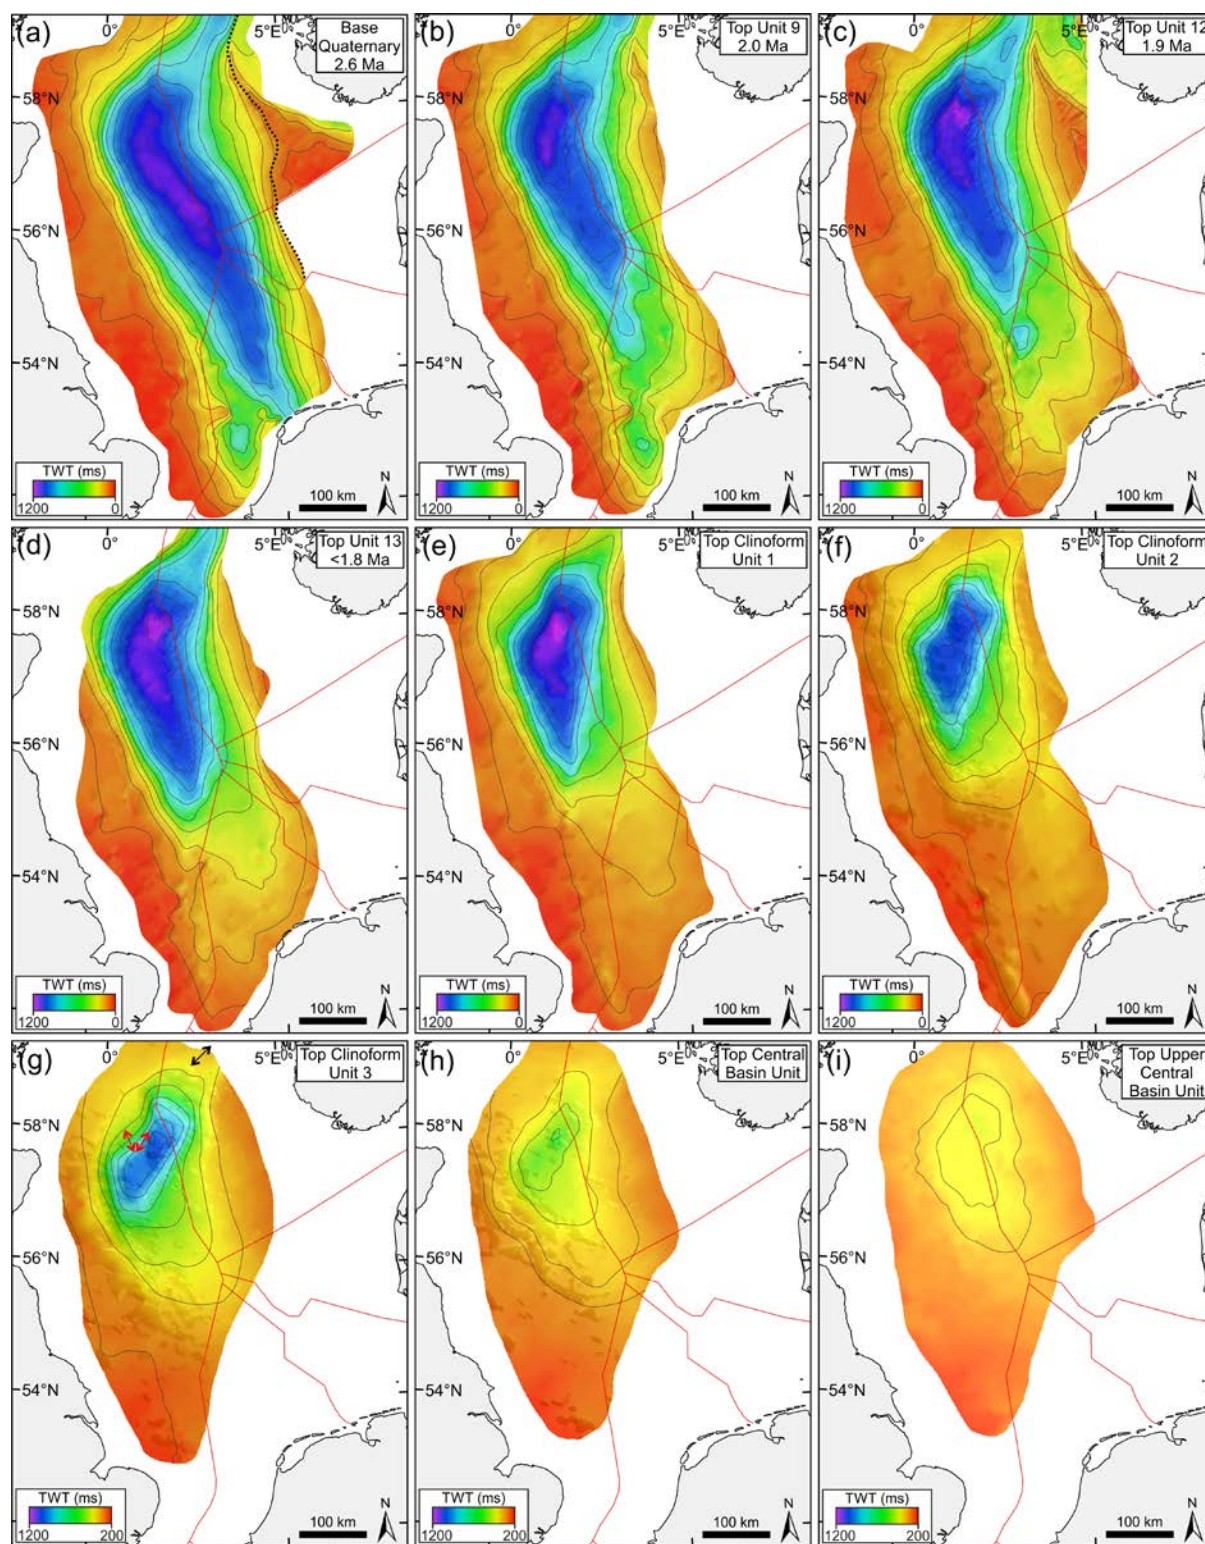 (a)
0°
5°E
Base
Quaternary
2.6 Ma
58°N
56°N
54°N
TWT (ms)
1200
0
100 km
N
(b)
0°
5°E
Top Unit 9
2.0 Ma
58°N
56°N
54°N
TWT (ms)
1200
0
100 km
N
(c)
0°
5°E
Top Unit 12
1.9 Ma
58°N
56°N
54°N
TWT (ms)
1200
0
100 km
N
(d)
0°
5°E
Top Unit 13
<1.8 Ma
58°N
56°N
54°N
TWT (ms)
1200
0
100 km
N
(e)
0°
5°E
Top Clinoform
Unit 1
58°N
56°N
54°N
TWT (ms)
1200
0
100 km
N
(f)
0°
5°E
Top Clinoform
Unit 2
58°N
56°N
54°N
TWT (ms)
1200
0
100 km
N
(g)
0°
5°E
Top Clinoform
Unit 3
58°N
56°N
54°N
TWT (ms)
1200
200
100 km
N
(h)
0°
5°E
Top Central
Basin Unit
58°N
56°N
54°N
TWT (ms)
1200
200
100 km
N
(i)
0°
5°E
Top Upper
Central
Basin Unit
58°N
56°N
54°N
TWT (ms)
1200
200
100 km
N